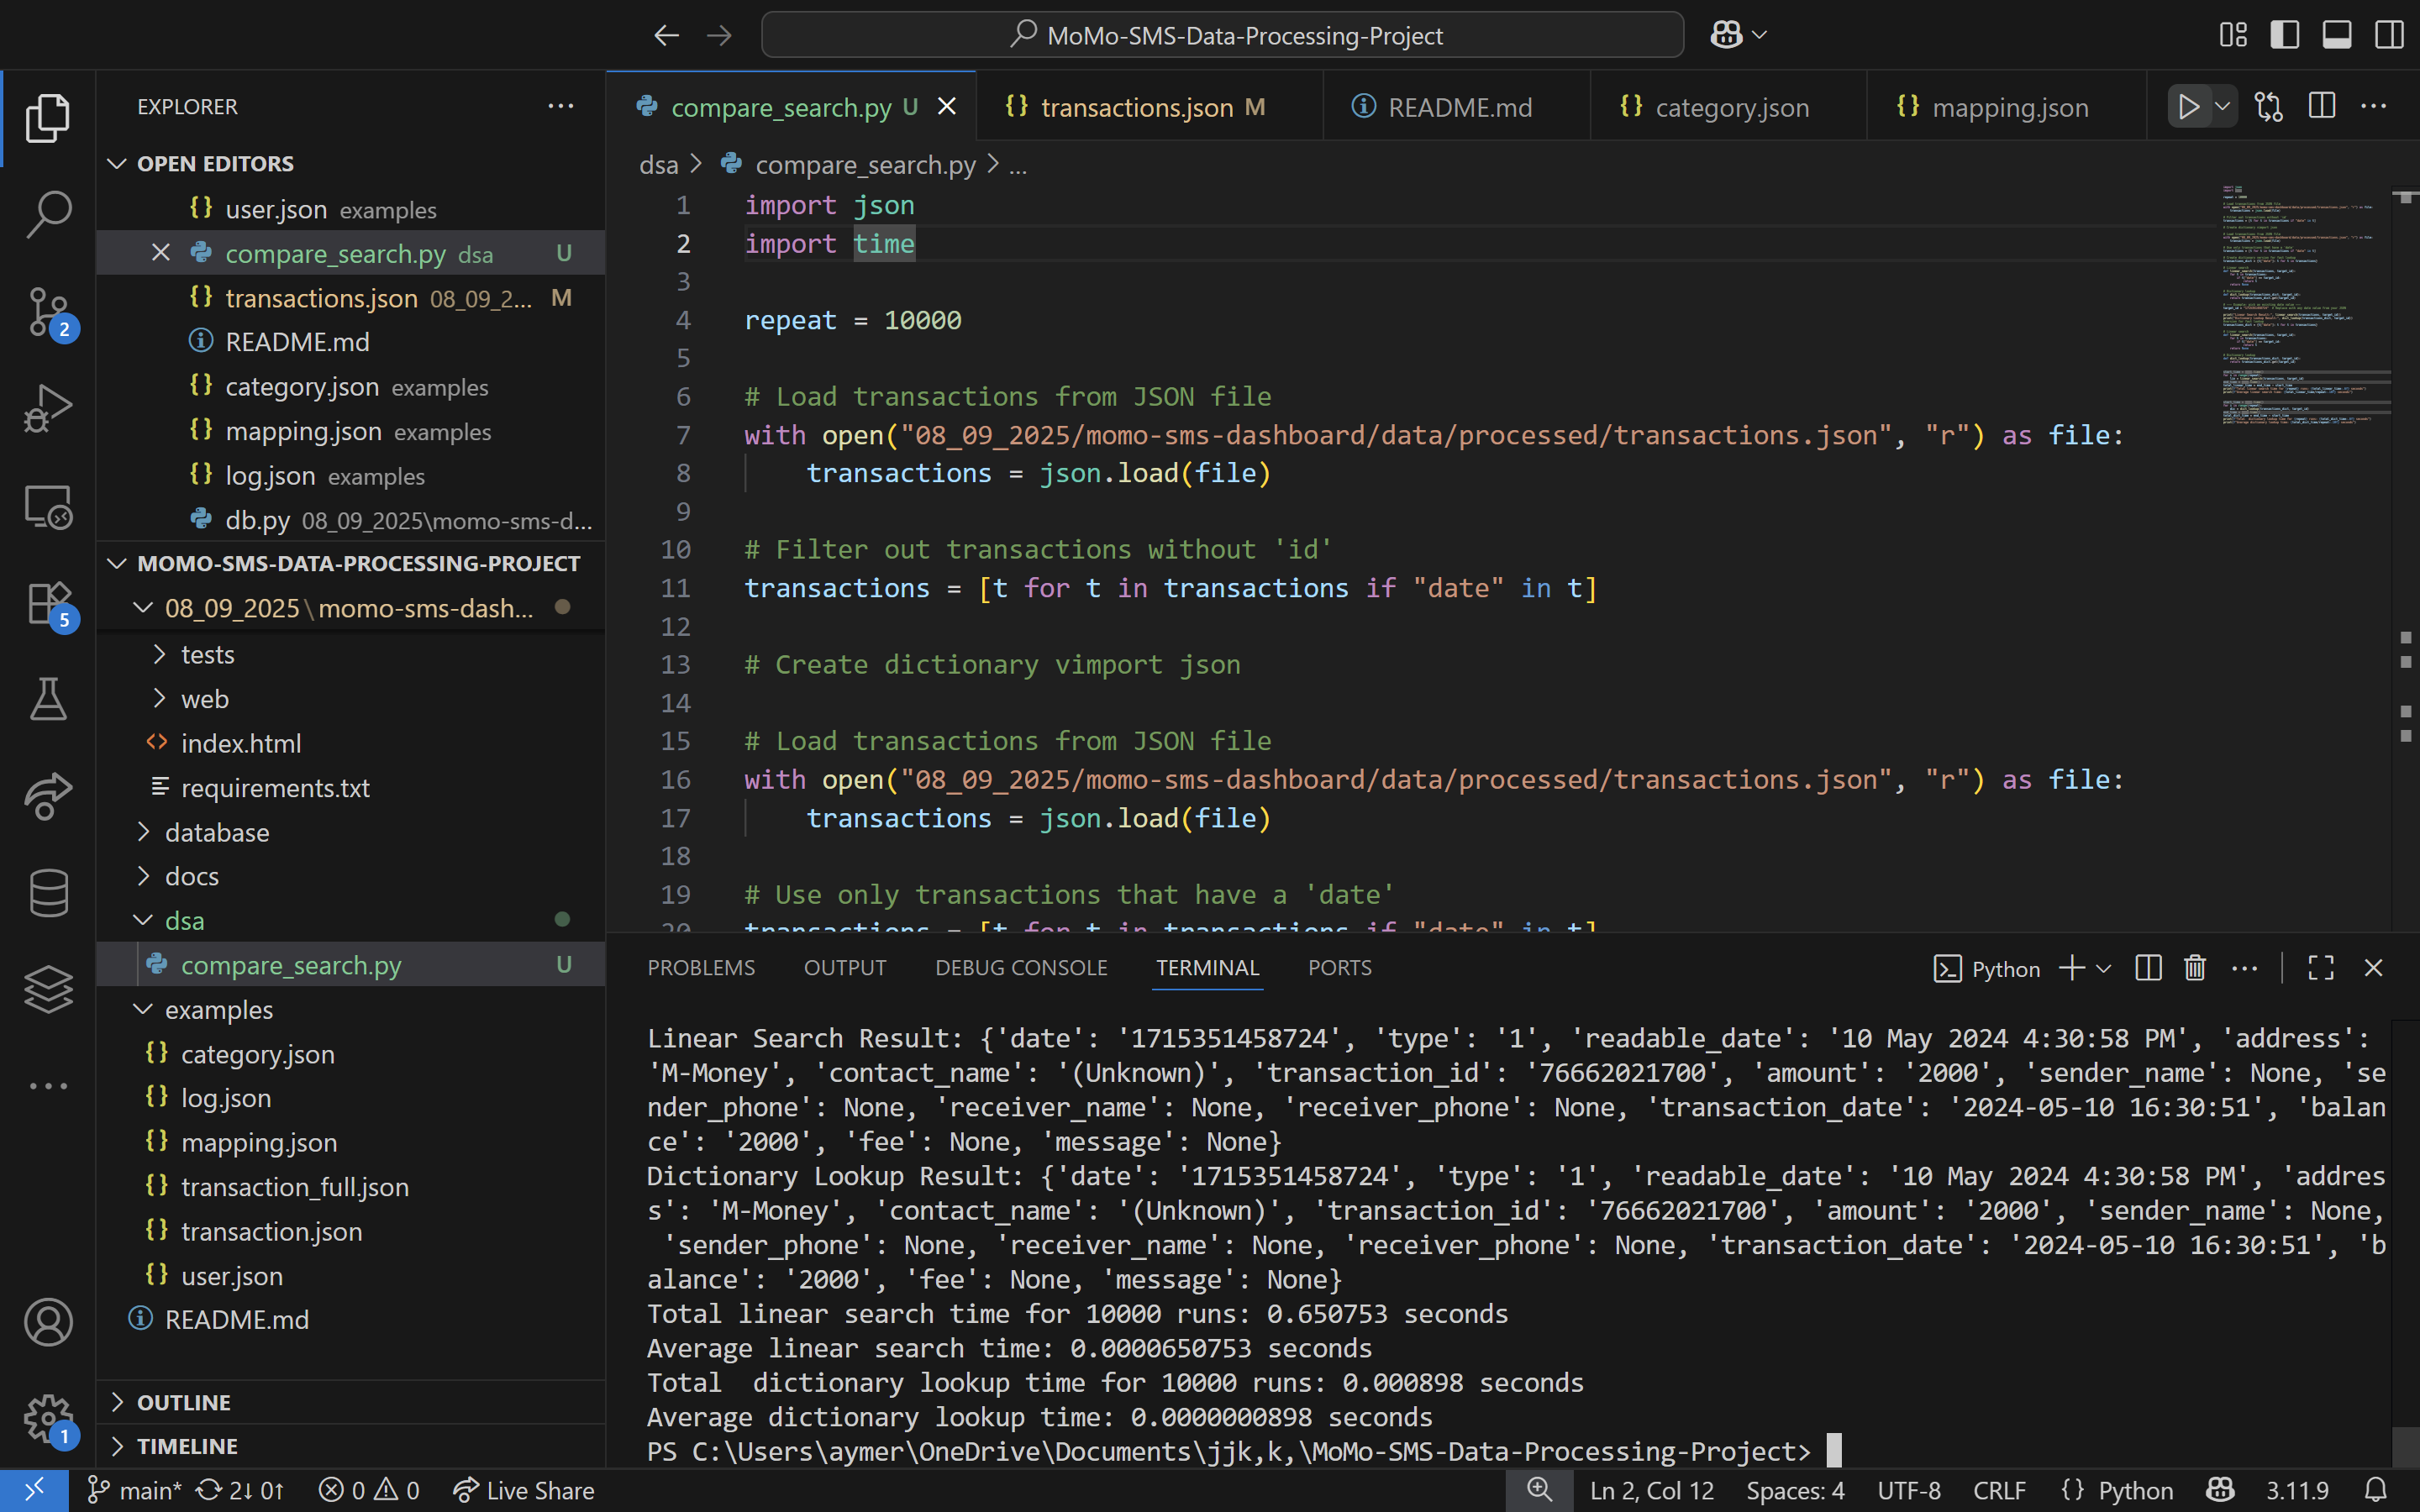 MoMo-SMS-Data-Processing-Project
EXPLORER
OPEN EDITORS
user.json examples
compare_search.py dsa U
transactions.json 08_09_2... M
README.md
category.json examples
mapping.json examples
log.json examples
db.py 08_09_2025\momo-sms-d...
MOMO-SMS-DATA-PROCESSING-PROJECT
08_09_2025\momo-sms-dash...
tests
web
index.html
requirements.txt
database
docs
dsa
compare_search.py U
examples
category.json
log.json
mapping.json
transaction_full.json
transaction.json
user.json
README.md
OUTLINE
TIMELINE
2
5
1
compare_search.py U
transactions.json M
README.md
category.json
mapping.json
dsa > compare_search.py > ...
1 import json
2 import time
3
4 repeat = 10000
5
6 # Load transactions from JSON file
7 with open("08_09_2025/momo-sms-dashboard/data/processed/transactions.json", "r") as file:
8 transactions = json.load(file)
9
10 # Filter out transactions without 'id'
11 transactions = [t for t in transactions if "date" in t]
12
13 # Create dictionary vimport json
14
15 # Load transactions from JSON file
16 with open("08_09_2025/momo-sms-dashboard/data/processed/transactions.json", "r") as file:
17 transactions = json.load(file)
18
19 # Use only transactions that have a 'date'
20 transactions = [t for t in transactions if "date" in t]
PROBLEMS OUTPUT DEBUG CONSOLE TERMINAL PORTS
Python
Linear Search Result: {'date': '1715351458724', 'type': '1', 'readable_date': '10 May 2024 4:30:58 PM', 'address':
'M-Money', 'contact_name': '(Unknown)', 'transaction_id': '76662021700', 'amount': '2000', 'sender_name': None, 'se
nder_phone': None, 'receiver_name': None, 'receiver_phone': None, 'transaction_date': '2024-05-10 16:30:51', 'balan
ce': '2000', 'fee': None, 'message': None}
Dictionary Lookup Result: {'date': '1715351458724', 'type': '1', 'readable_date': '10 May 2024 4:30:58 PM', 'addres
s': 'M-Money', 'contact_name': '(Unknown)', 'transaction_id': '76662021700', 'amount': '2000', 'sender_name': None,
'sender_phone': None, 'receiver_name': None, 'receiver_phone': None, 'transaction_date': '2024-05-10 16:30:51', 'b
alance': '2000', 'fee': None, 'message': None}
Total linear search time for 10000 runs: 0.650753 seconds
Average linear search time: 0.0000650753 seconds
Total  dictionary lookup time for 10000 runs: 0.000898 seconds
Average dictionary lookup time: 0.0000000898 seconds
PS C:\Users\aymer\OneDrive\Documents\jjk,k,\MoMo-SMS-Data-Processing-Project>
main* 2↓ 0↑ 0 0 Live Share
Ln 2, Col 12 Spaces: 4 UTF-8 CRLF {} Python 3.11.9